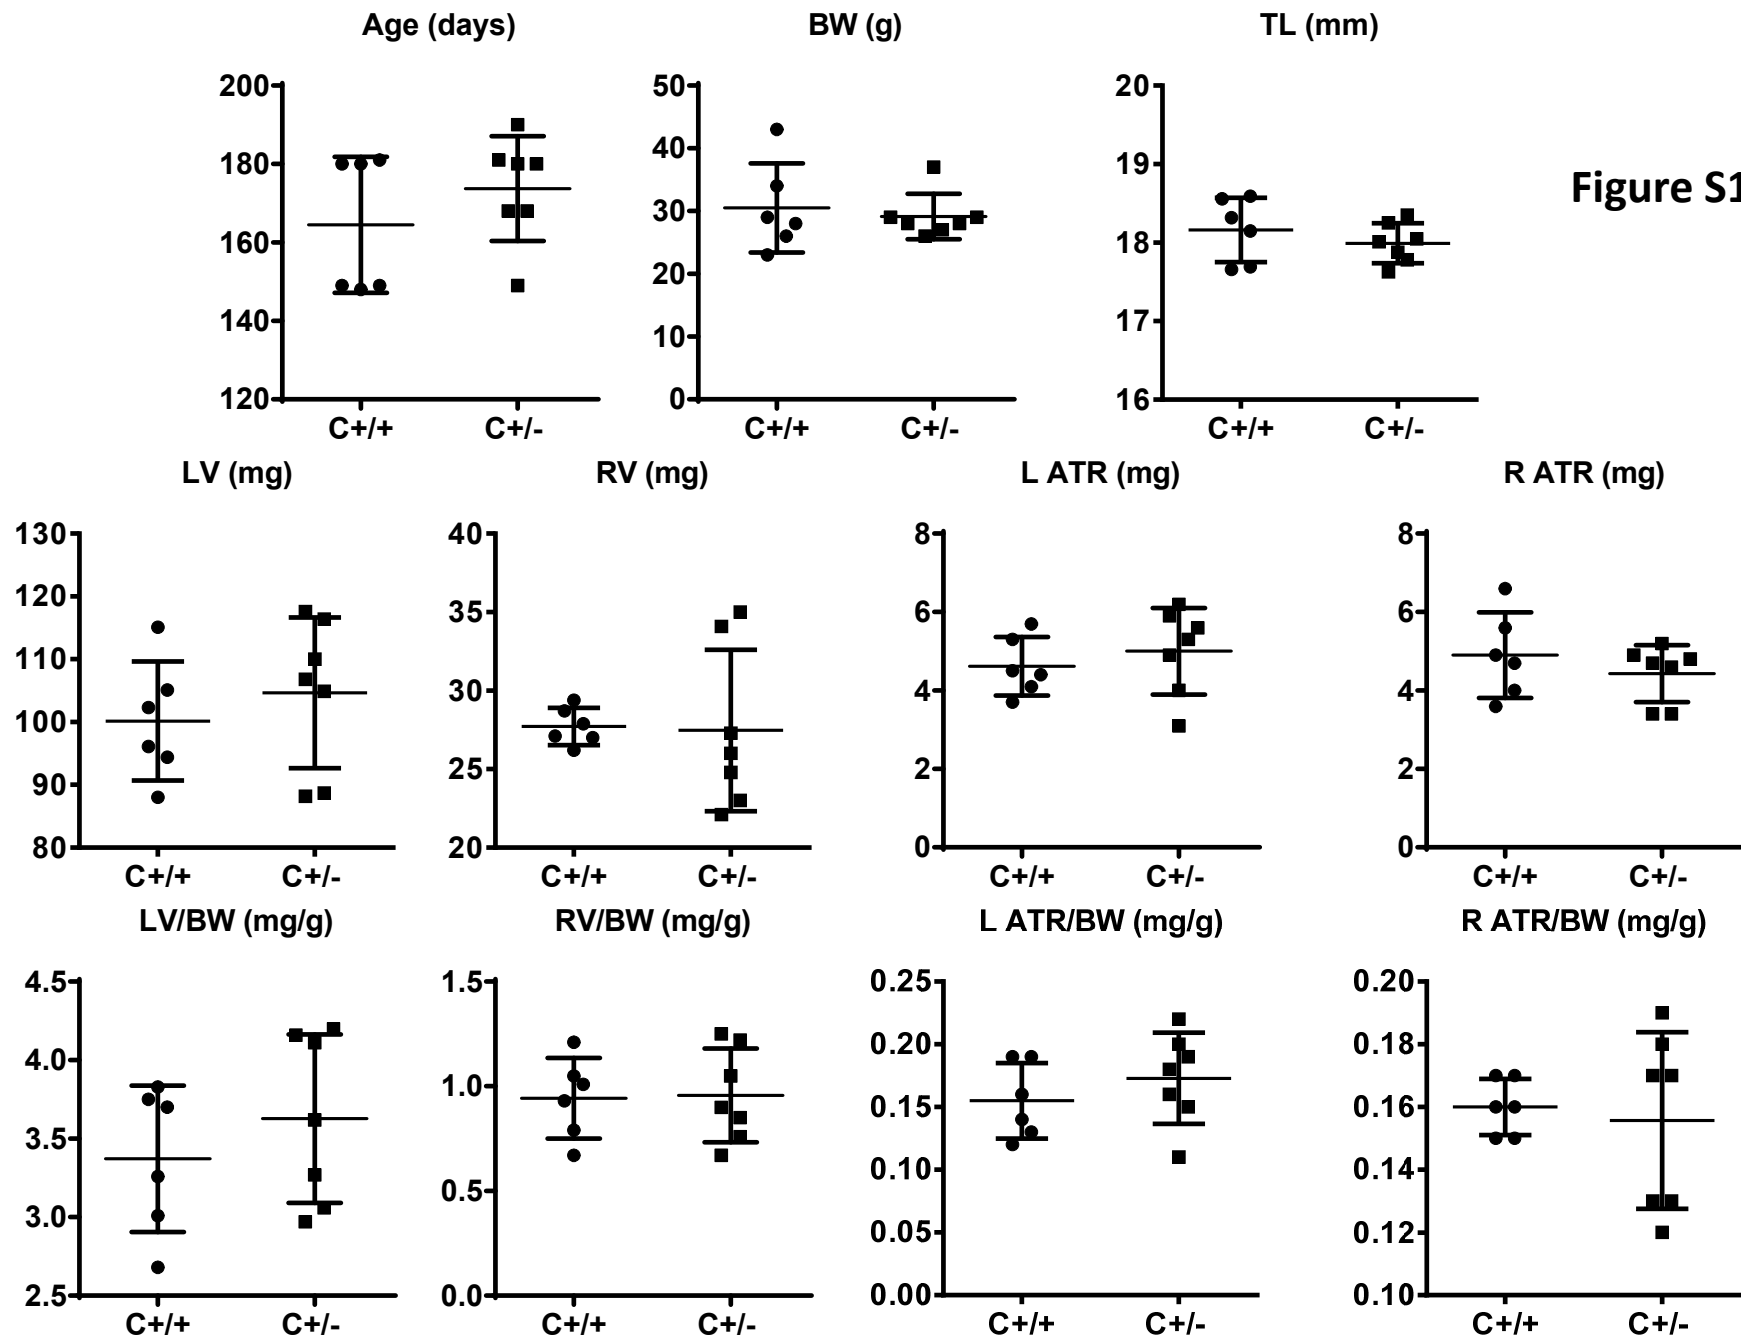 Age (days) BW (g) TL (mm)
200 50 20
180 40 19
Figure S1
30
160 18
20
140 17
10
120 0 16
C+/+ C+/- C+/+ C+/- C+/+ C+/-
LV (mg) RV (mg) L ATR (mg) R ATR (mg)
130 40 8 8
120 35 6 6
110
30
100 4 4
25
90 2 2
80 20 0 0
C+/+ C+/- C+/+ C+/- C+/+ C+/- C+/+ C+/-
LV/BW (mg/g) RV/BW (mg/g) L ATR/BW (mg/g) R ATR/BW (mg/g)
4.5 1.5 0.25 0.20
4.0 0.20 0.18
1.0
3.5 0.15 0.16
3.0 0.10 0.14
0.5
0.05 0.12
2.5 0.0 0.00 0.10
C+/+ C+/- C+/+ C+/- C+/+ C+/- C+/+ C+/-